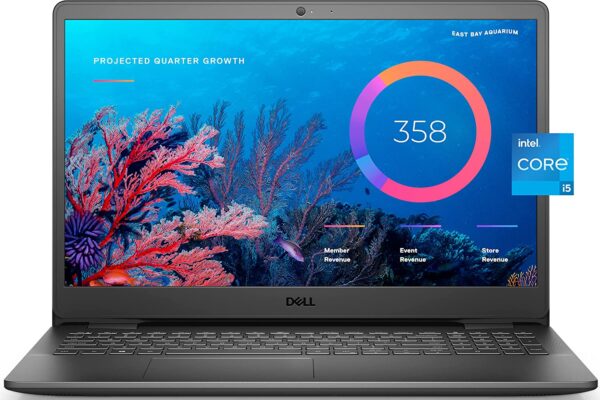 EAST BAY AQUARIUM
PROJECTED QUARTER GROWTH
358
intel.
CORE
i5
Member
Revenue
Event
Revenue
Store
Revenue
DELL